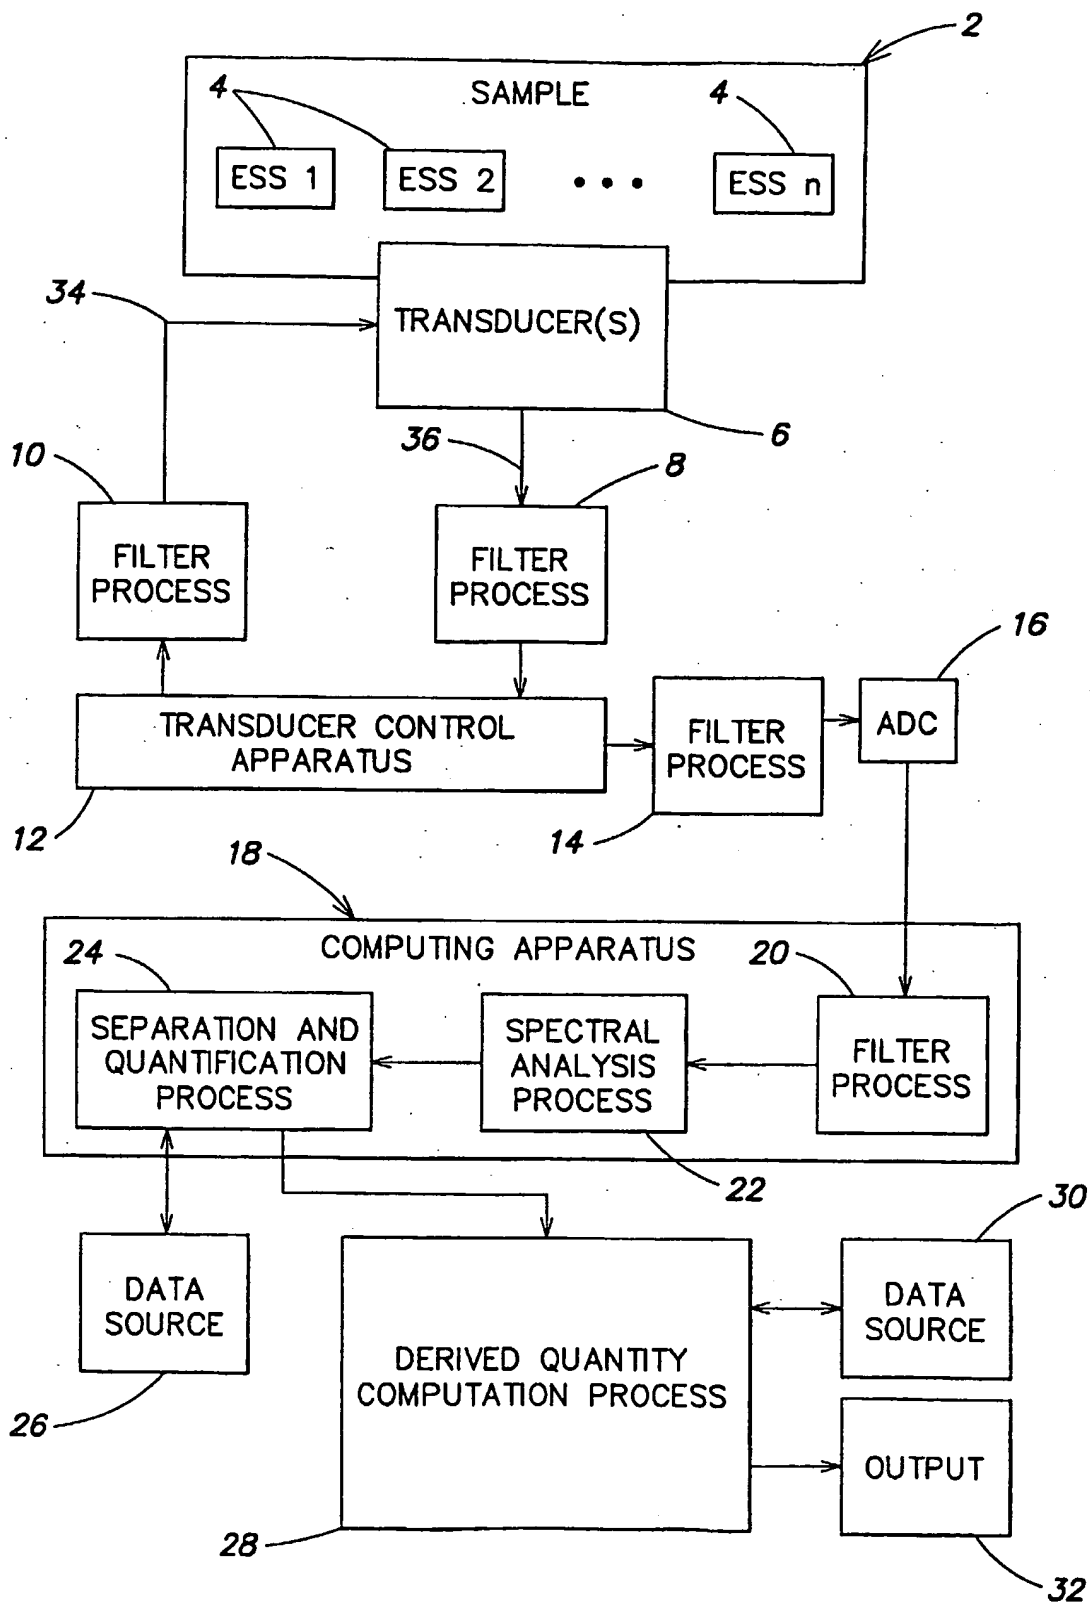 2
SAMPLE
4
4
ESS 1
ESS 2
• • •
ESS n
34
TRANSDUCER(S)
6
36
10
8
FILTER
PROCESS
FILTER
PROCESS
16
TRANSDUCER CONTROL
APPARATUS
FILTER
PROCESS
ADC
12
14
18
COMPUTING APPARATUS
24
20
SEPARATION AND
QUANTIFICATION
PROCESS
SPECTRAL
ANALYSIS
PROCESS
FILTER
PROCESS
22
30
DATA
SOURCE
DATA
SOURCE
DERIVED QUANTITY
COMPUTATION PROCESS
26
OUTPUT
28
32